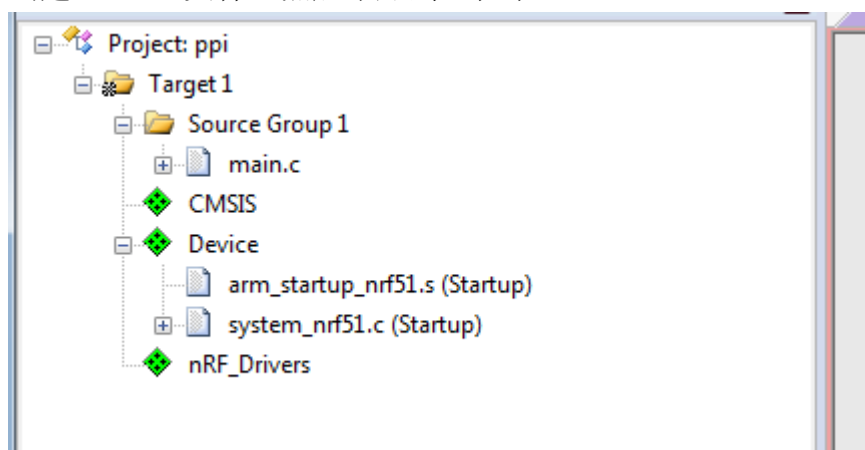 Project: ppi
Target 1
Source Group 1
main.c
CMSIS
Device
arm_startup_nrf51.s (Startup)
system_nrf51.c (Startup)
nRF_Drivers